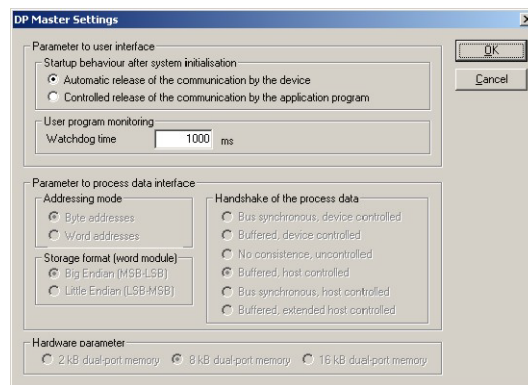 DP Master Settings
Parameter to user interface
Startup behaviour after system initialisation
Automatic release of the communication by the device
Controlled release of the communication by the application program
User program monitoring
Watchdog time 1000 ms
OK
Cancel
Parameter to process data interface
Addressing mode
Byte addresses
Word addresses
Storage format (word module)
Big Endian (MSB-LSB)
Little Endian (LSB-MSB)
Handshake of the process data
Bus synchronous, device controlled
Buffered, device controlled
No consistence, uncontrolled
Buffered, host controlled
Bus synchronous, host controlled
Buffered, extended host controlled
Hardware parameter
2 kB dual-port memory 8 kB dual-port memory 16 kB dual-port memory